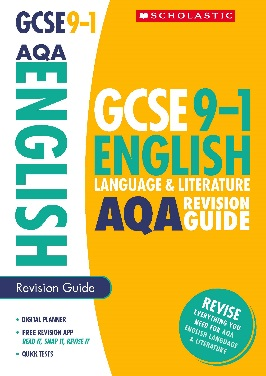 GCSE 9–1
AQA
ENGLISH
Revision Guide
• DIGITAL PLANNER
• FREE REVISION APP
READ IT, SNAP IT, REVISE IT
• QUICK TESTS
SCHOLASTIC
GCSE 9–1
ENGLISH
LANGUAGE & LITERATURE
AQA REVISION
GUIDE
REVISE
EVERYTHING YOU
NEED FOR AQA
ENGLISH LANGUAGE
& LITERATURE